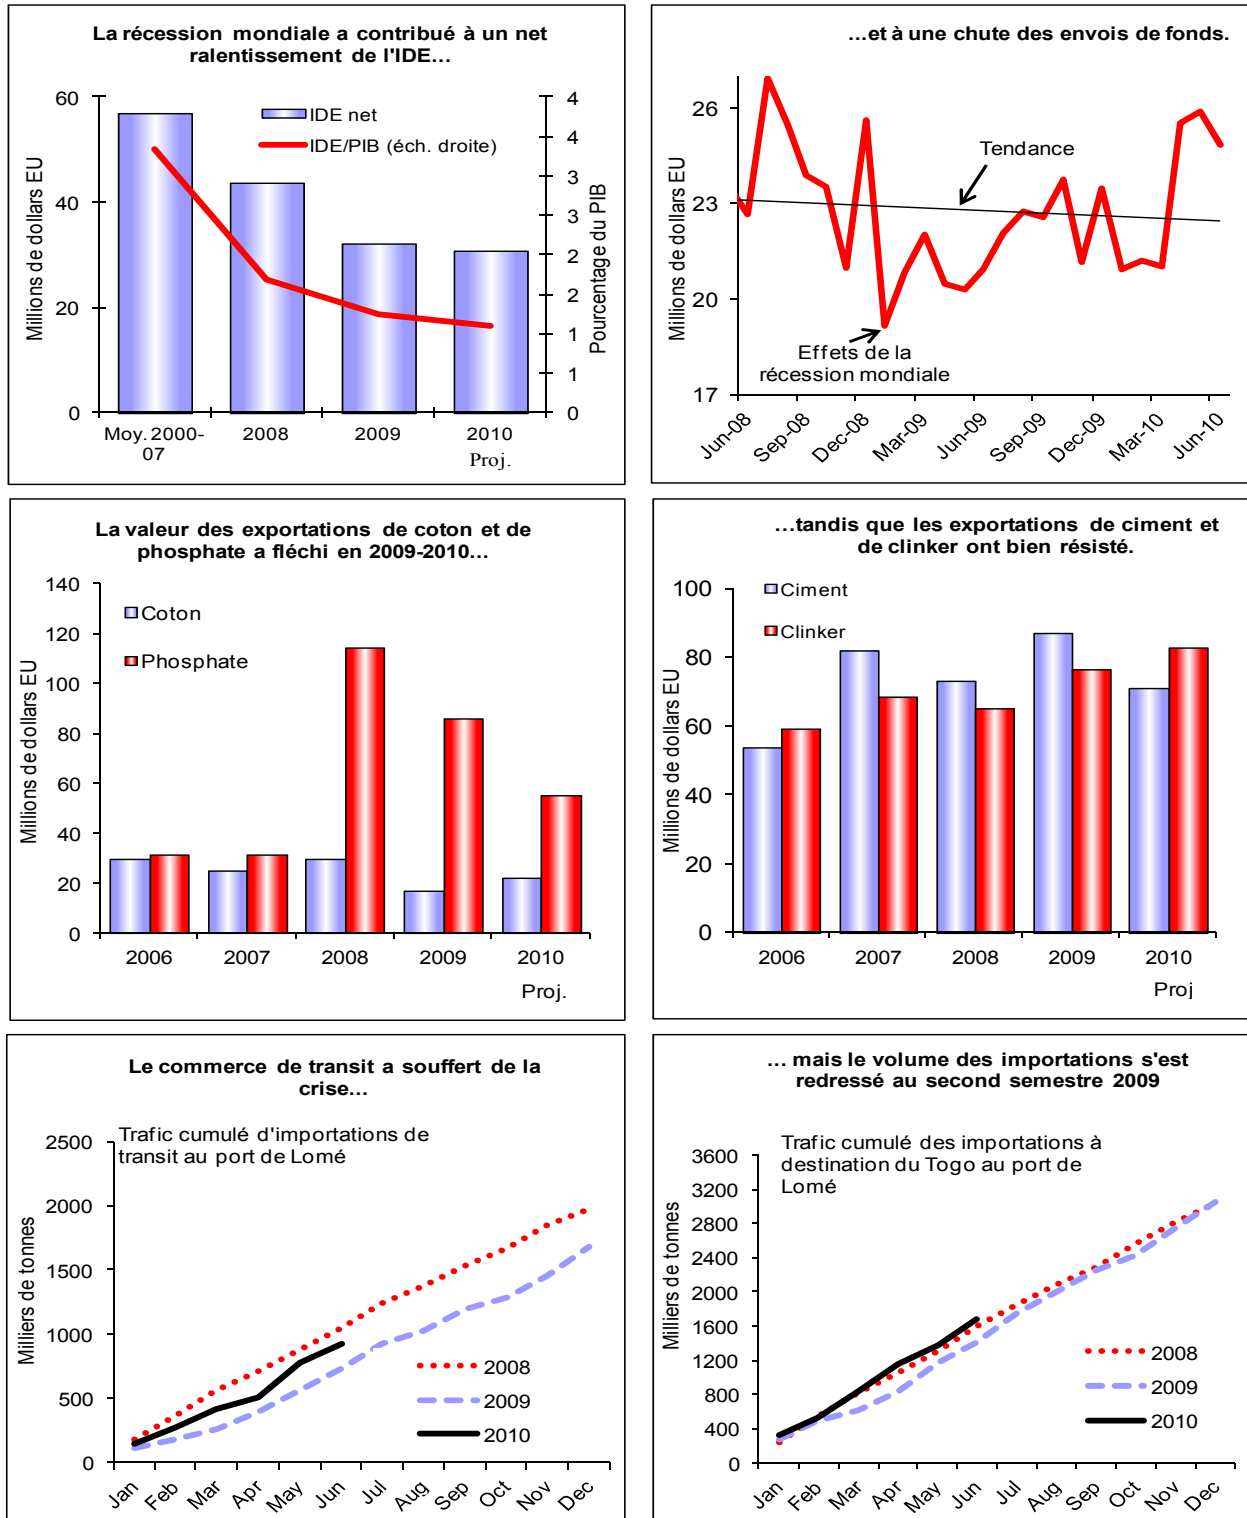 La récession mondiale a contribué à un net
ralentissement de l'IDE...
60
40
20
0
Millions de dollars EU
IDE net
IDE/PIB (éch. droite)
4
4
3
3
2
2
1
1
0
Pourcentage du PIB
Moy. 2000-
07
2008
2009
2010
Proj.
...et à une chute des envois de fonds.
26
23
20
17
Millions de dollars EU
Tendance
Effets de la
récession mondiale
Jun-08
Sep-08
Dec-08
Mar-09
Jun-09
Sep-09
Dec-09
Mar-10
Jun-10
La valeur des exportations de coton et de
phosphate a fléchi en 2009-2010...
140
120
100
80
60
40
20
0
Millions de dollars EU
Coton
Phosphate
2006
2007
2008
2009
2010
Proj.
...tandis que les exportations de ciment et
de clinker ont bien résisté.
100
80
60
40
20
0
Millions de dollars EU
Ciment
Clinker
2006
2007
2008
2009
2010
Proj
Le commerce de transit a souffert de la
crise...
Trafic cumulé d'importations de
transit au port de Lomé
2500
2000
1500
1000
500
0
Milliers de tonnes
2008
2009
2010
Jan
Feb
Mar
Apr
May
Jun
Jul
Aug
Sep
Oct
Nov
Dec
... mais le volume des importations s'est
redressé au second semestre 2009
Trafic cumulé des importations à
destination du Togo au port de
Lomé
3600
3200
2800
2400
2000
1600
1200
800
400
0
Milliers de tonnes
2008
2009
2010
Jan
Feb
Mar
Apr
May
Jun
Jul
Aug
Sep
Oct
Nov
Dec